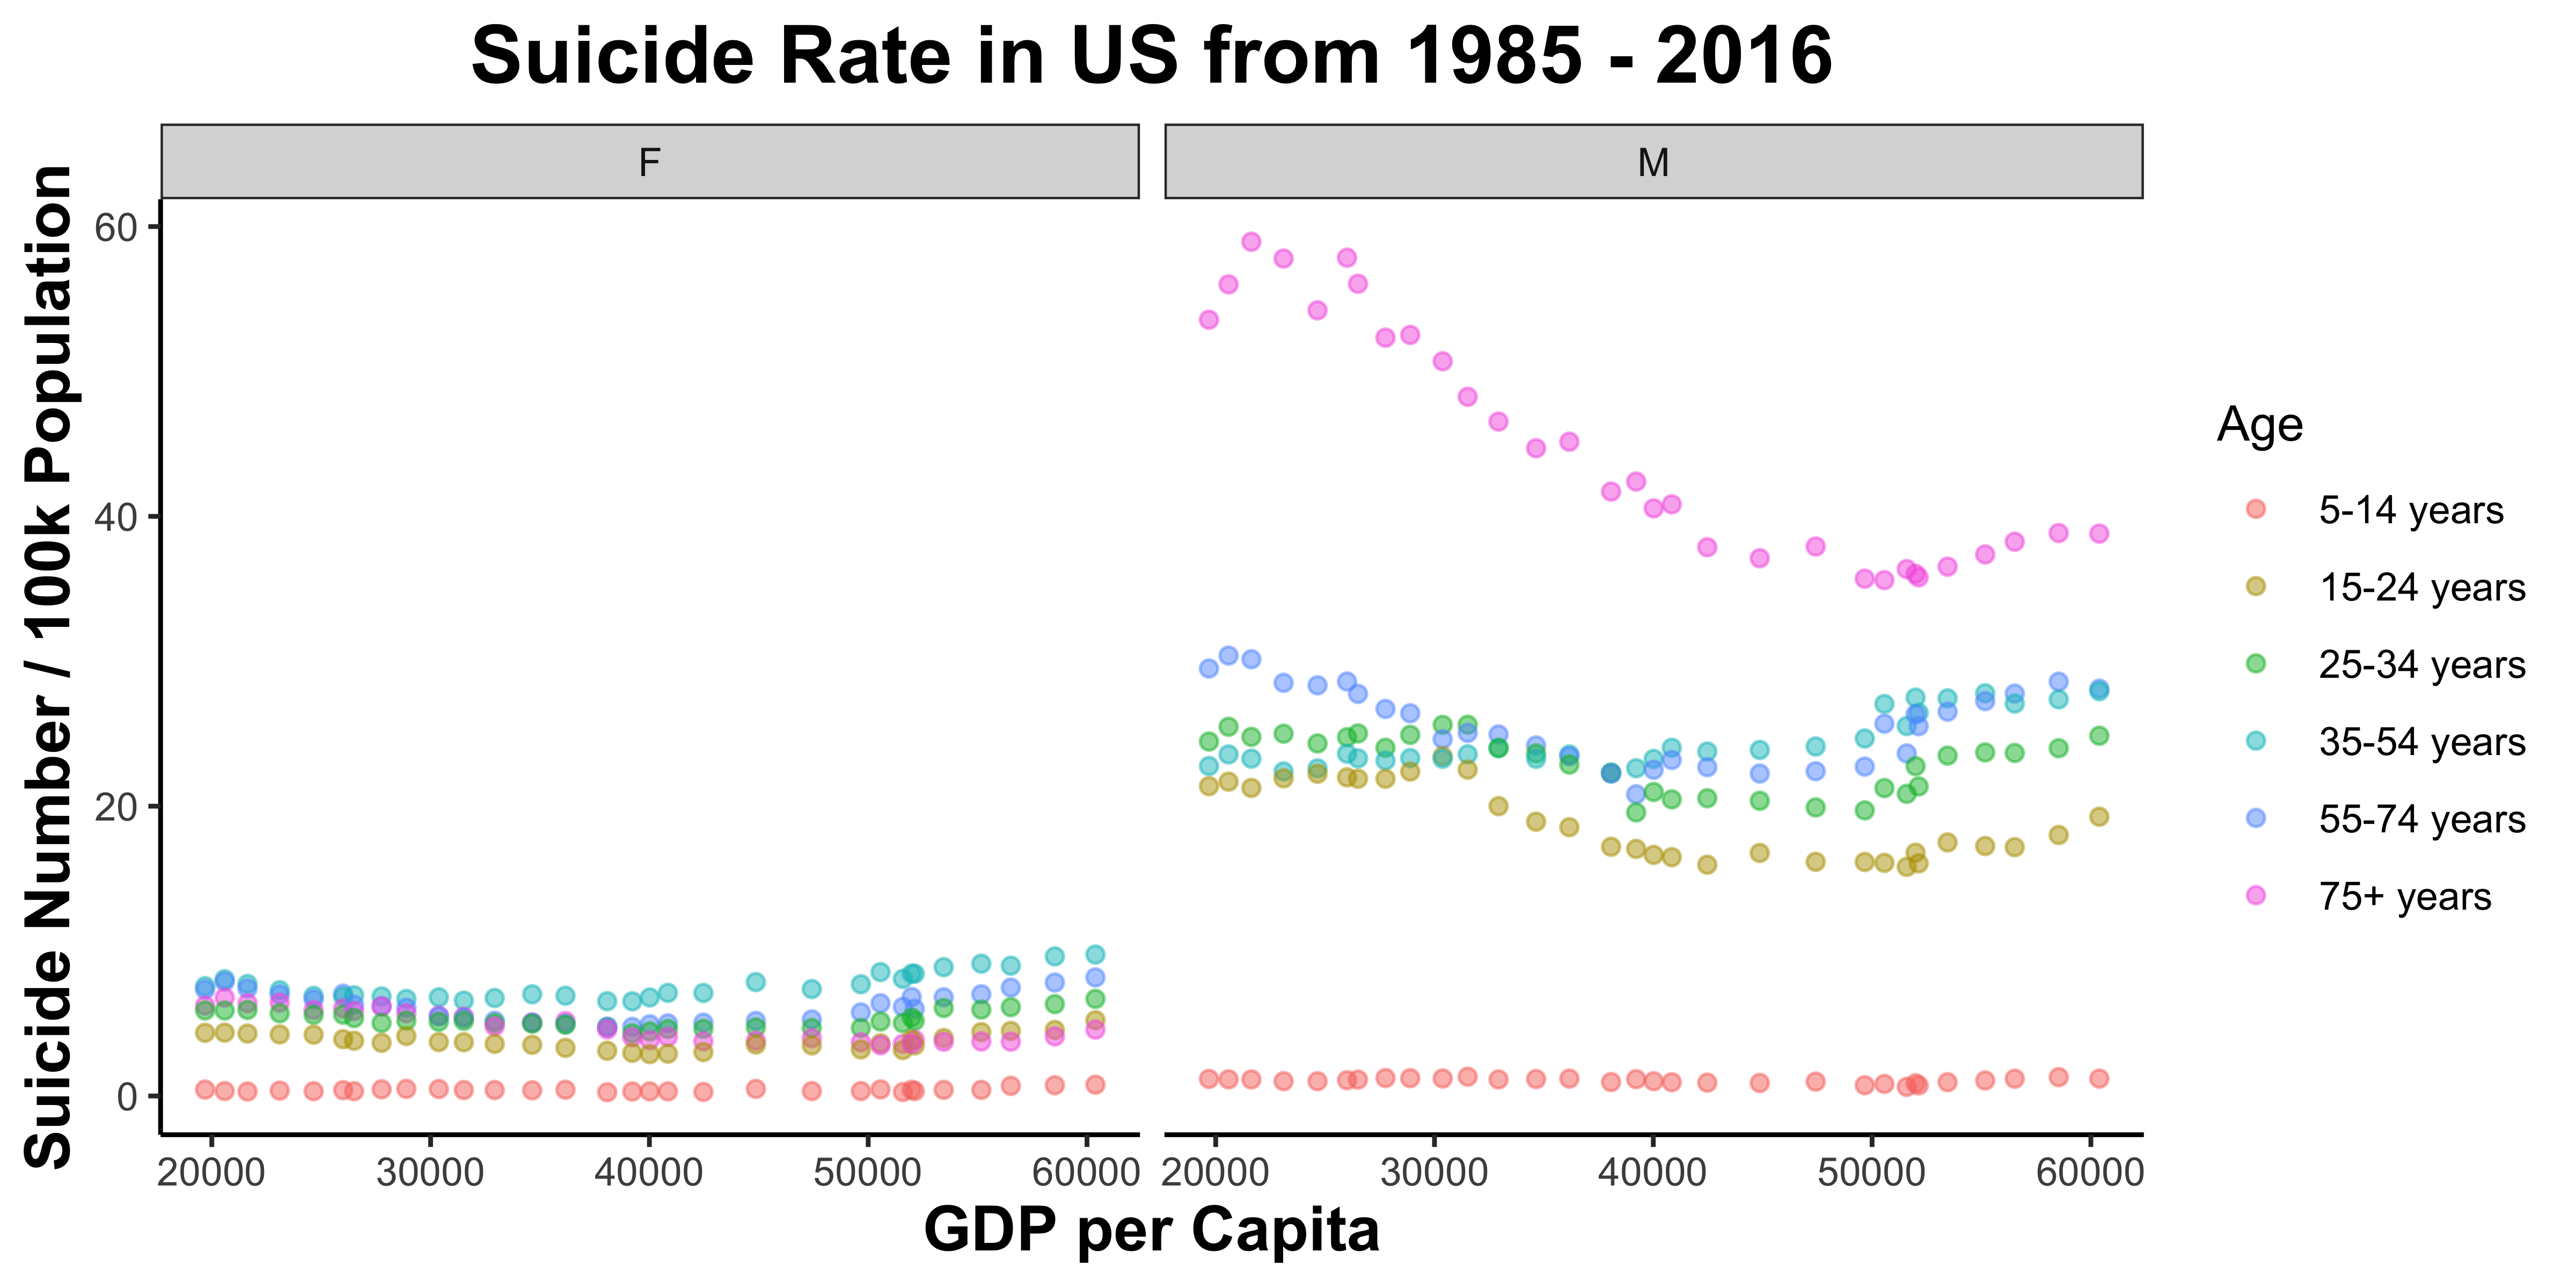 Suicide Rate in US from 1985 - 2016
F
M
Suicide Number / 100k Population
60
40
20
0
20000 30000 40000 50000 60000
20000 30000 40000 50000 60000
GDP per Capita
Age
5-14 years
15-24 years
25-34 years
35-54 years
55-74 years
75+ years